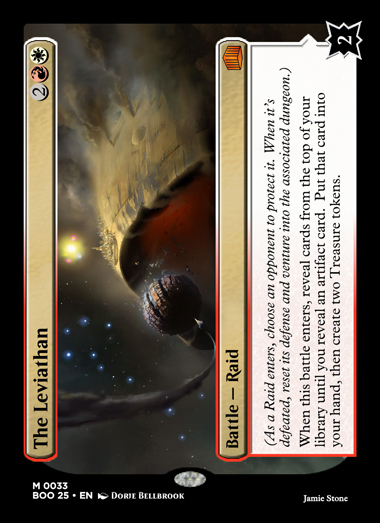 The Leviathan
2
Battle — Raid
(As a Raid enters, choose an opponent to protect it. When it's
defeated, reset its defense and venture into the associated dungeon.)
When this battle enters, reveal cards from the top of your
library until you reveal an artifact card.  Put that card into
your hand, then create two Treasure tokens.
2
M 0033
BOO 25 • EN DORJE BELLBROOK
Jamie Stone